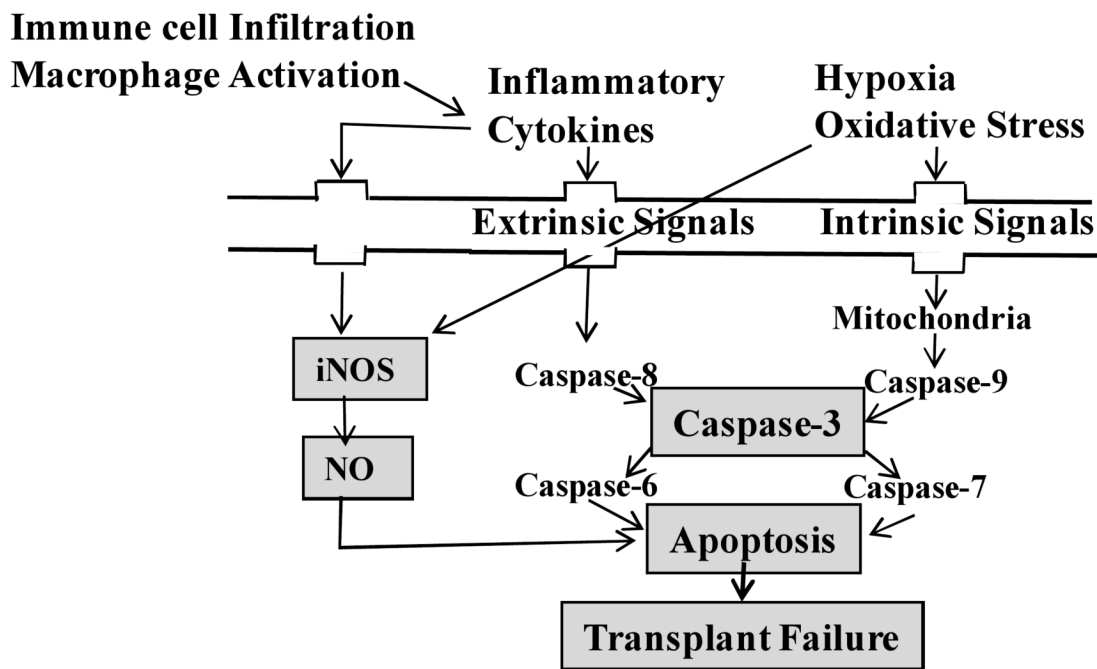 Immune cell Infiltration
Macrophage Activation
Inflammatory
Cytokines
Hypoxia
Oxidative Stress
Extrinsic Signals
Intrinsic Signals
Mitochondria
iNOS
Caspase-8
Caspase-9
Caspase-3
NO
Caspase-6
Caspase-7
Apoptosis
Transplant Failure